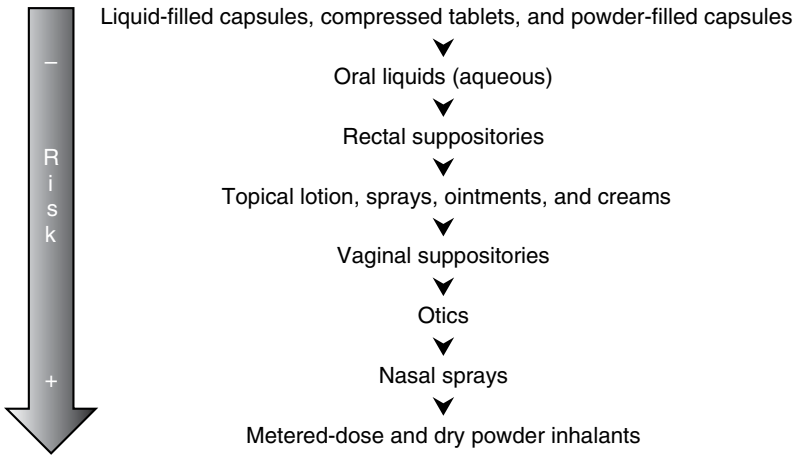 Liquid-filled capsules, compressed tablets, and powder-filled capsules
–
Oral liquids (aqueous)
Rectal suppositories
Risk
Topical lotion, sprays, ointments, and creams
Vaginal suppositories
Otics
Nasal sprays
+
Metered-dose and dry powder inhalants